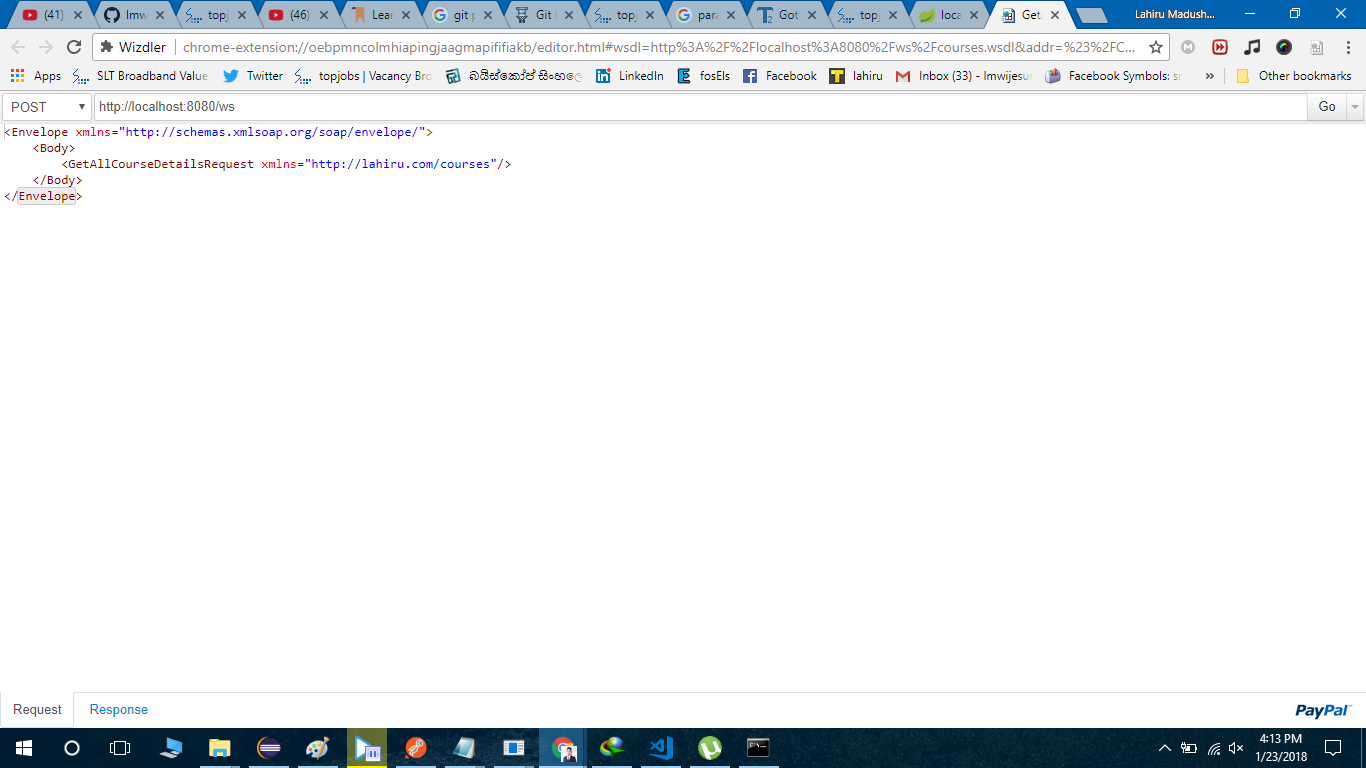 (41)
Imw
topj
(46)
Lear
git p
Git
topj
para
Got
topj
loca
Get
Lahiru Madush...
Wizdler
chrome-extension://oebpmncolmhiapingjaagmapififiakb/editor.html#wsdl=http%3A%2F%2Flocalhost%3A8080%2Fws%2Fcourses.wsdl&addr=%23%2FC...
Apps
SLT Broadband Value
Twitter
topjobs | Vacancy Bro
බයිස්කෝප් සිංහලෙ
LinkedIn
fosEls
Facebook
lahiru
Inbox (33) - lmwijesu
Facebook Symbols: sm
»
Other bookmarks
POST
http://localhost:8080/ws
Go
<Envelope xmlns="http://schemas.xmlsoap.org/soap/envelope/">
<Body>
<GetAllCourseDetailsRequest xmlns="http://lahiru.com/courses"/>
</Body>
</Envelope>
Request
Response
PayPal
4:13 PM
1/23/2018